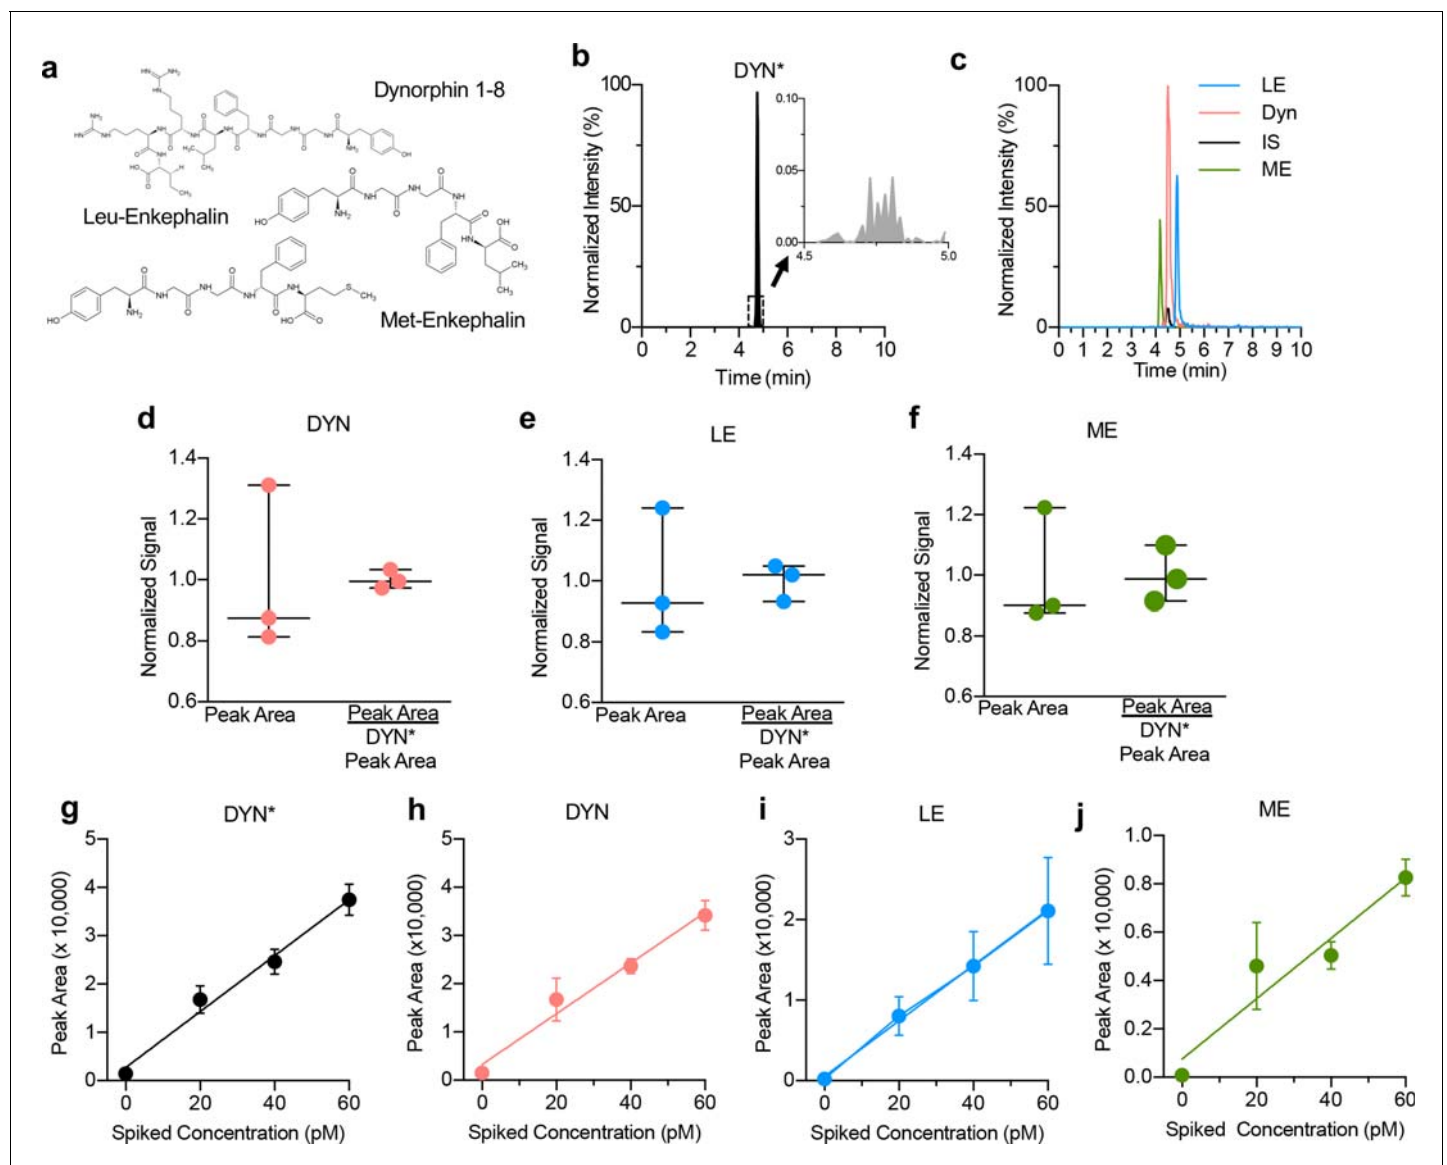 a
Dynorphin 1-8
Leu-Enkephalin
Met-Enkephalin
b
DYN*
Normalized Intensity (%)
100
50
0
0 2 4 6 8 10
Time (min)
0.10
0.05
0.00
4.5 5.0
c
Normalized Intensity (%)
100
50
0
0 1 2 3 4 5 6 7 8 9 10
Time (min)
LE
Dyn
IS
ME
d
DYN
Normalized Signal
1.4
1.2
1.0
0.8
0.6
Peak Area
Peak Area
DYN*
Peak Area
e
LE
Normalized Signal
1.4
1.2
1.0
0.8
0.6
Peak Area
Peak Area
DYN*
Peak Area
f
ME
Normalized Signal
1.4
1.2
1.0
0.8
0.6
Peak Area
Peak Area
DYN*
Peak Area
g
DYN*
Peak Area (x 10,000)
5
4
3
2
1
0
0 20 40 60
Spiked Concentration (pM)
h
DYN
Peak Area (x10,000)
5
4
3
2
1
0
0 20 40 60
Spiked Concentration (pM)
i
LE
Peak Area (x10,000)
3
2
1
0
0 20 40 60
Spiked Concentration (pM)
j
ME
Peak Area (x 10,000)
1.0
0.8
0.6
0.4
0.2
0.0
0 20 40 60
Spiked Concentration (pM)